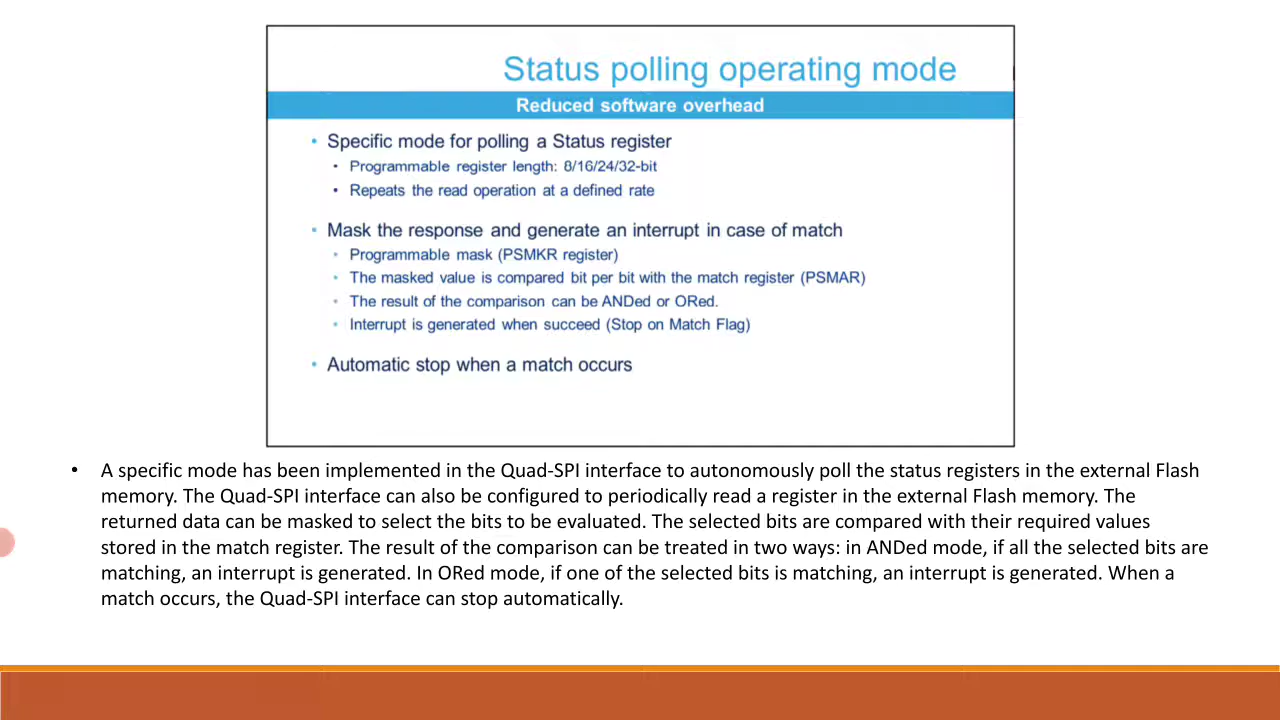 Status polling operating mode
Reduced software overhead
• Specific mode for polling a Status register
• Programmable register length: 8/16/24/32-bit
• Repeats the read operation at a defined rate
• Mask the response and generate an interrupt in case of match
• Programmable mask (PSMKR register)
• The masked value is compared bit per bit with the match register (PSMAR)
• The result of the comparison can be ANDed or ORed.
• Interrupt is generated when succeed (Stop on Match Flag)
• Automatic stop when a match occurs
• A specific mode has been implemented in the Quad-SPI interface to autonomously poll the status registers in the external Flash
memory. The Quad-SPI interface can also be configured to periodically read a register in the external Flash memory. The
returned data can be masked to select the bits to be evaluated. The selected bits are compared with their required values
stored in the match register. The result of the comparison can be treated in two ways: in ANDed mode, if all the selected bits are
matching, an interrupt is generated. In ORed mode, if one of the selected bits is matching, an interrupt is generated. When a
match occurs, the Quad-SPI interface can stop automatically.